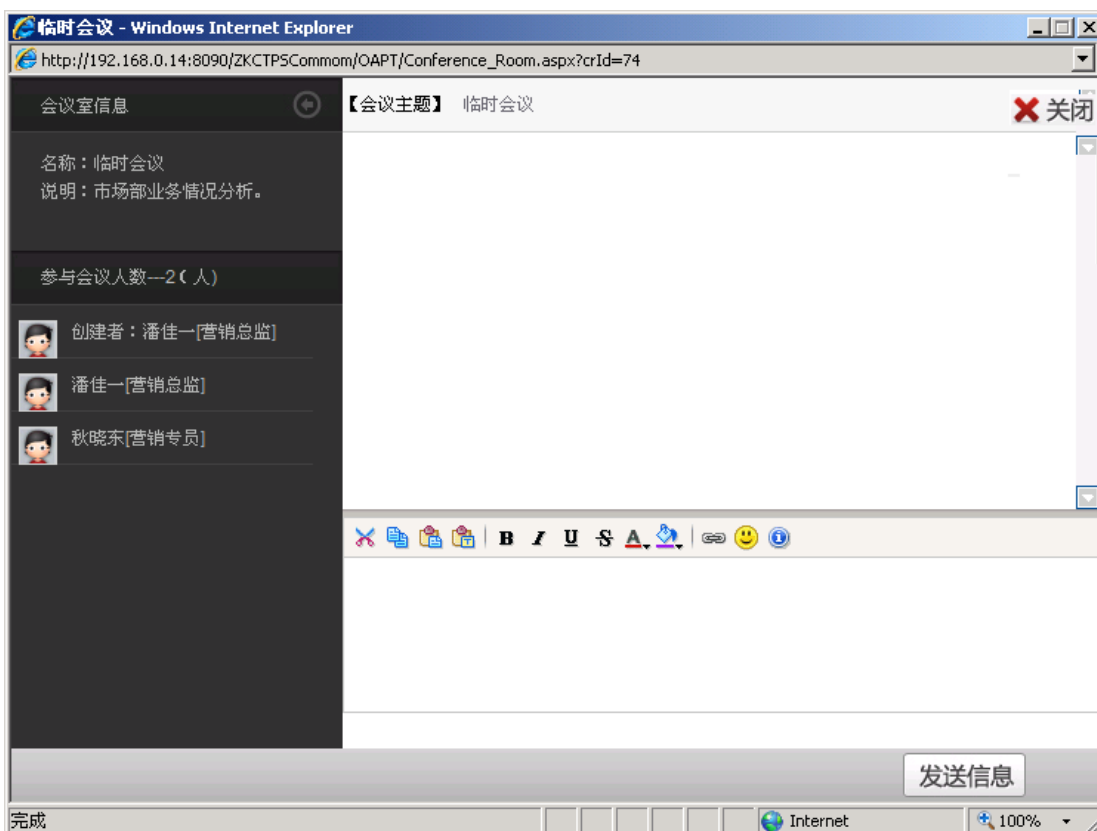 临时会议 - Windows Internet Explorer
http://192.168.0.14:8090/ZKCTPSCommom/OAPT/Conference_Room.aspx?crId=74
会议室信息
【会议主题】 临时会议
关闭
名称：临时会议
说明：市场部业务情况分析。
参与会议人数---2( 人)
创建者：潘佳一[营销总监]
潘佳一[营销总监]
秋晓东[营销专员]
B I U S A
发送信息
完成
Internet
100%